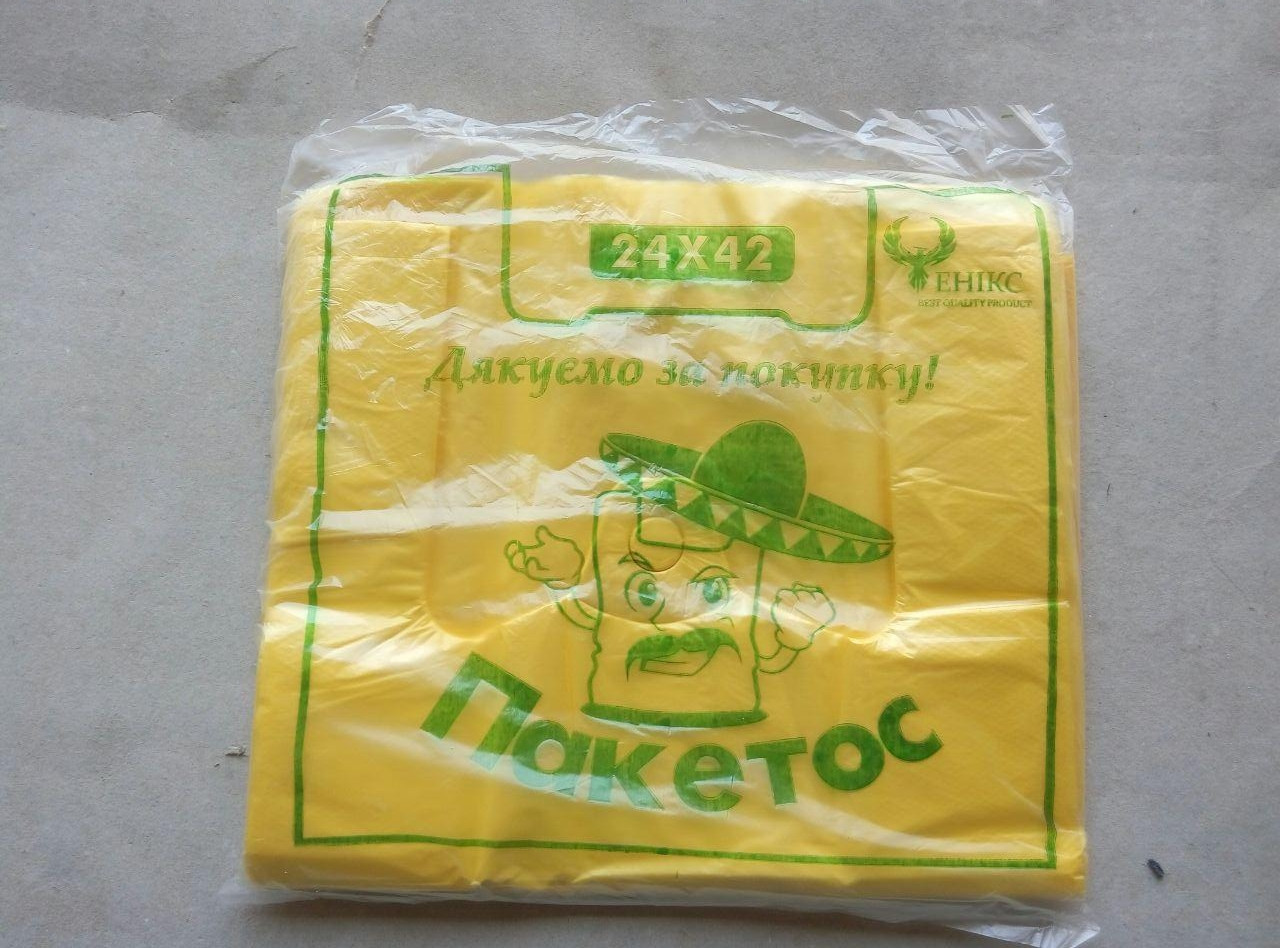 24X42
ЕНІКС
BEST QUALITY PRODUCT
Дякуємо за покупку!
Пакетос